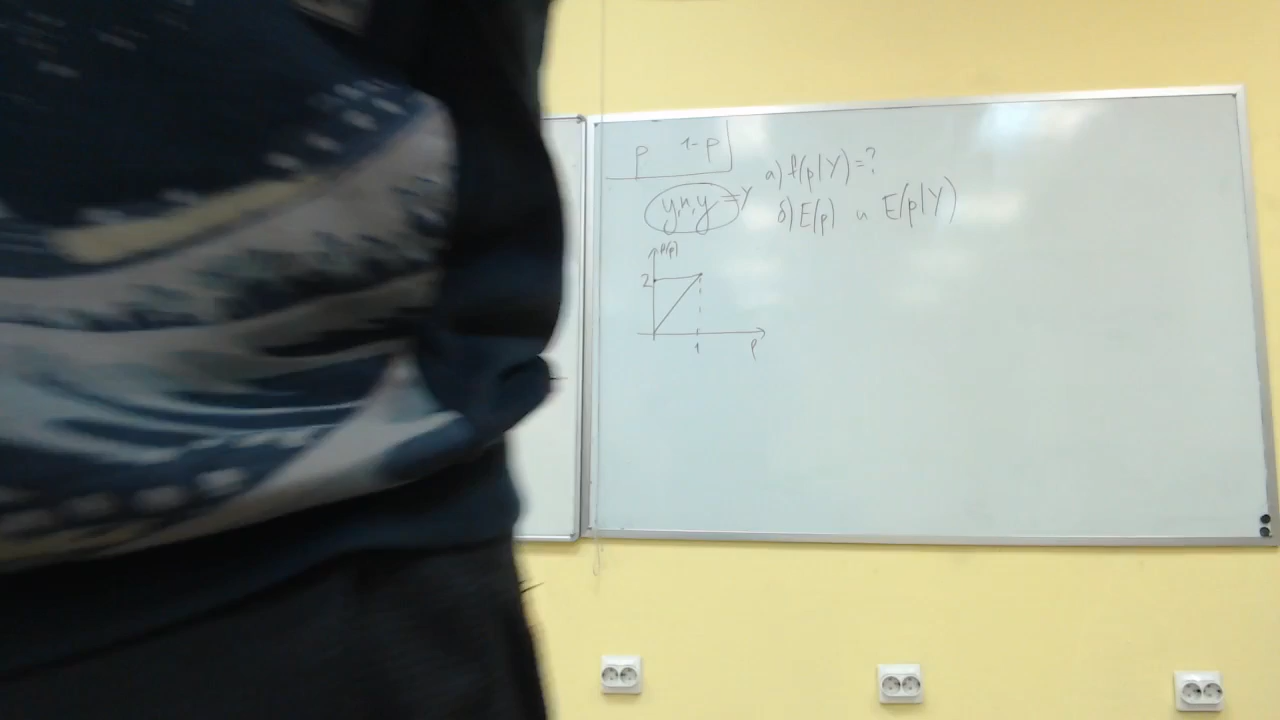 p 1-p
y,н,y = Y
a) f(p|Y)=?
б) E(p) и E(p|Y)
f(p)
2
1
p